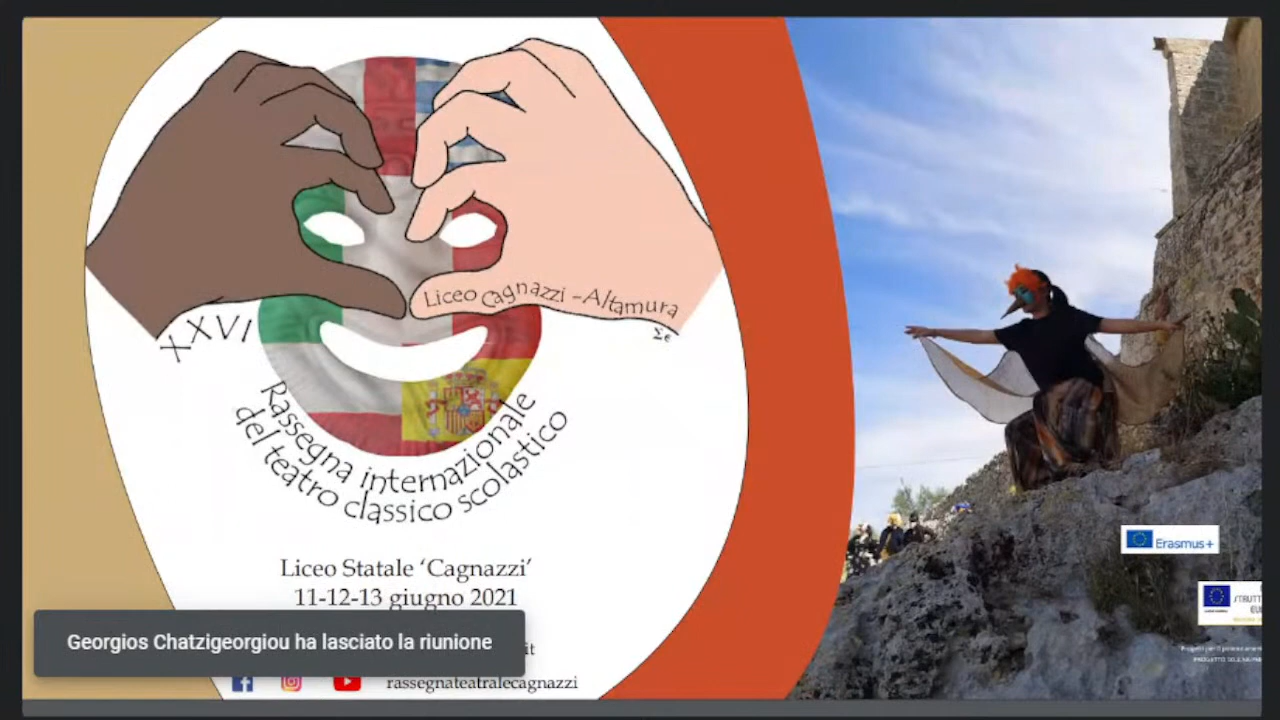 Liceo Cagnazzi - Altamura
Σε
XXVI
Rassegna internazionale
del teatro classico scolastico
Liceo Statale ‘Cagnazzi’
11-12-13 giugno 2021
Georgios Chatzigeorgiou ha lasciato la riunione
it
rassegnateatralecagnazzi
Erasmus+